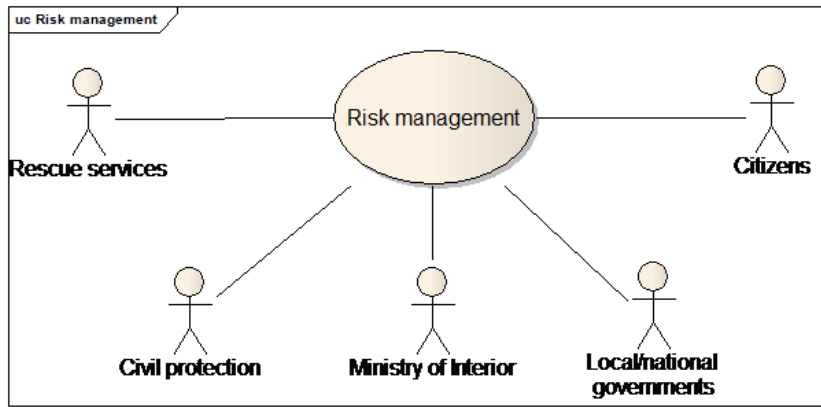 uc Risk management
Risk management
Rescue services
Citizens
Civil protection
Ministry of Interior
Local/national
governments